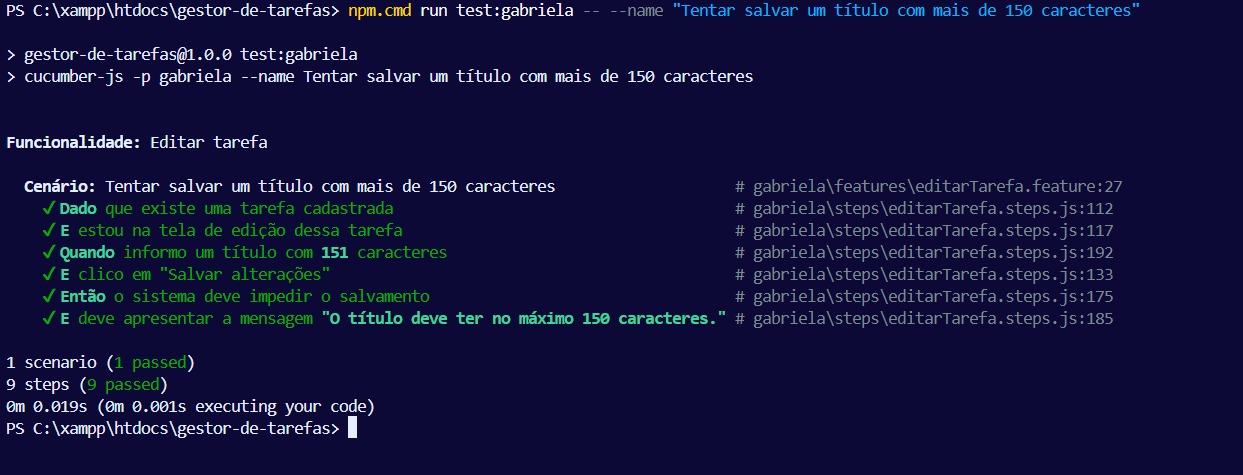 PS C:\xampp\htdocs\gestor-de-tarefas> npm.cmd run test:gabriela -- --name "Tentar salvar um título com mais de 150 caracteres"
> gestor-de-tarefas@1.0.0 test:gabriela
> cucumber-js -p gabriela --name Tentar salvar um título com mais de 150 caracteres
Funcionalidade: Editar tarefa
Cenário: Tentar salvar um título com mais de 150 caracteres # gabriela\features\editarTarefa.feature:27
✓ Dado que existe uma tarefa cadastrada # gabriela\steps\editarTarefa.steps.js:112
✓ E estou na tela de edição dessa tarefa # gabriela\steps\editarTarefa.steps.js:117
✓ Quando informo um título com 151 caracteres # gabriela\steps\editarTarefa.steps.js:192
✓ E clico em "Salvar alterações" # gabriela\steps\editarTarefa.steps.js:133
✓ Então o sistema deve impedir o salvamento # gabriela\steps\editarTarefa.steps.js:175
✓ E deve apresentar a mensagem "O título deve ter no máximo 150 caracteres." # gabriela\steps\editarTarefa.steps.js:185
1 scenario (1 passed)
9 steps (9 passed)
0m 0.019s (0m 0.001s executing your code)
PS C:\xampp\htdocs\gestor-de-tarefas>